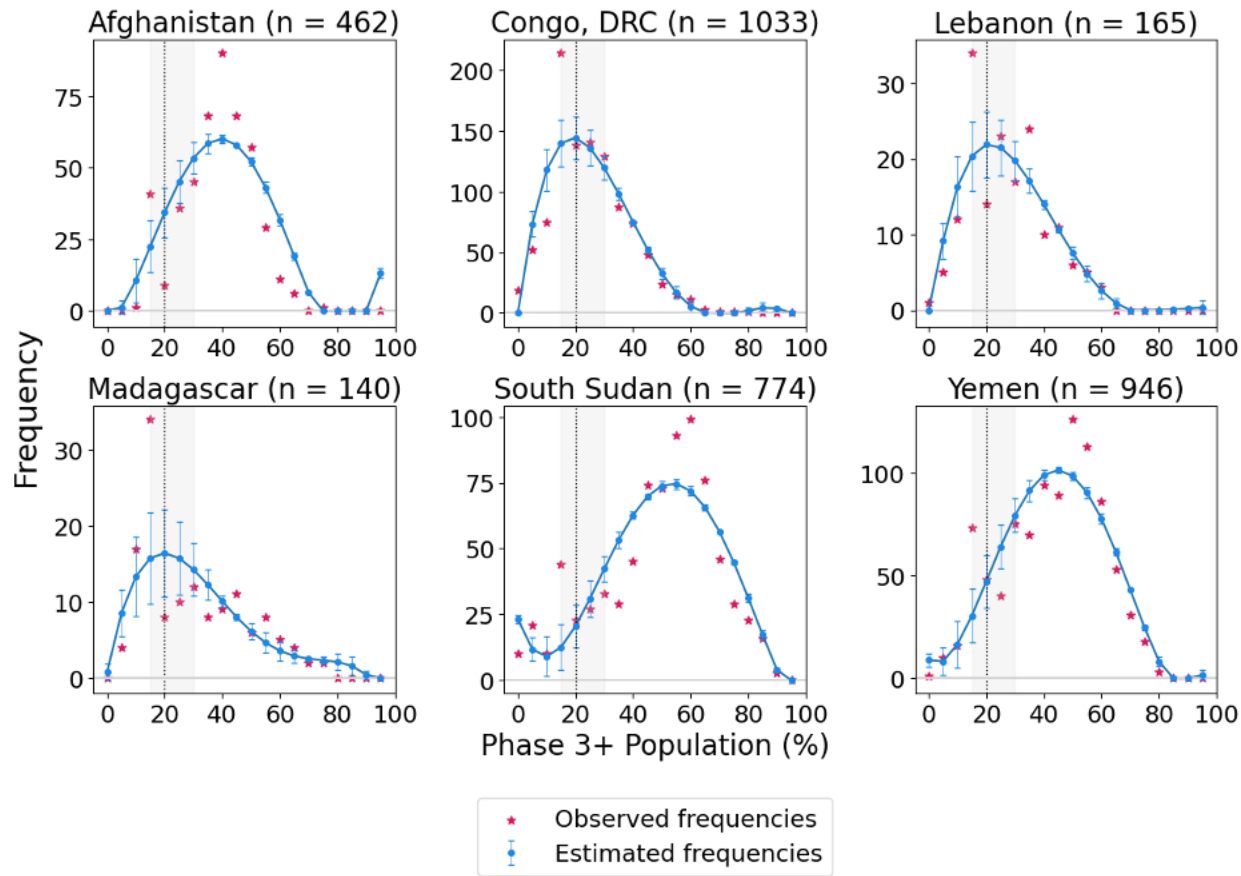 Afghanistan (n = 462)
Congo, DRC (n = 1033)
Lebanon (n = 165)
75
50
25
0
0 20 40 60 80 100
200
150
100
50
0
0 20 40 60 80 100
30
20
10
0
0 20 40 60 80 100
Frequency
Madagascar (n = 140)
South Sudan (n = 774)
Yemen (n = 946)
30
20
10
0
0 20 40 60 80 100
100
75
50
25
0
0 20 40 60 80 100
100
50
0
0 20 40 60 80 100
Phase 3+ Population (%)
Observed frequencies
Estimated frequencies